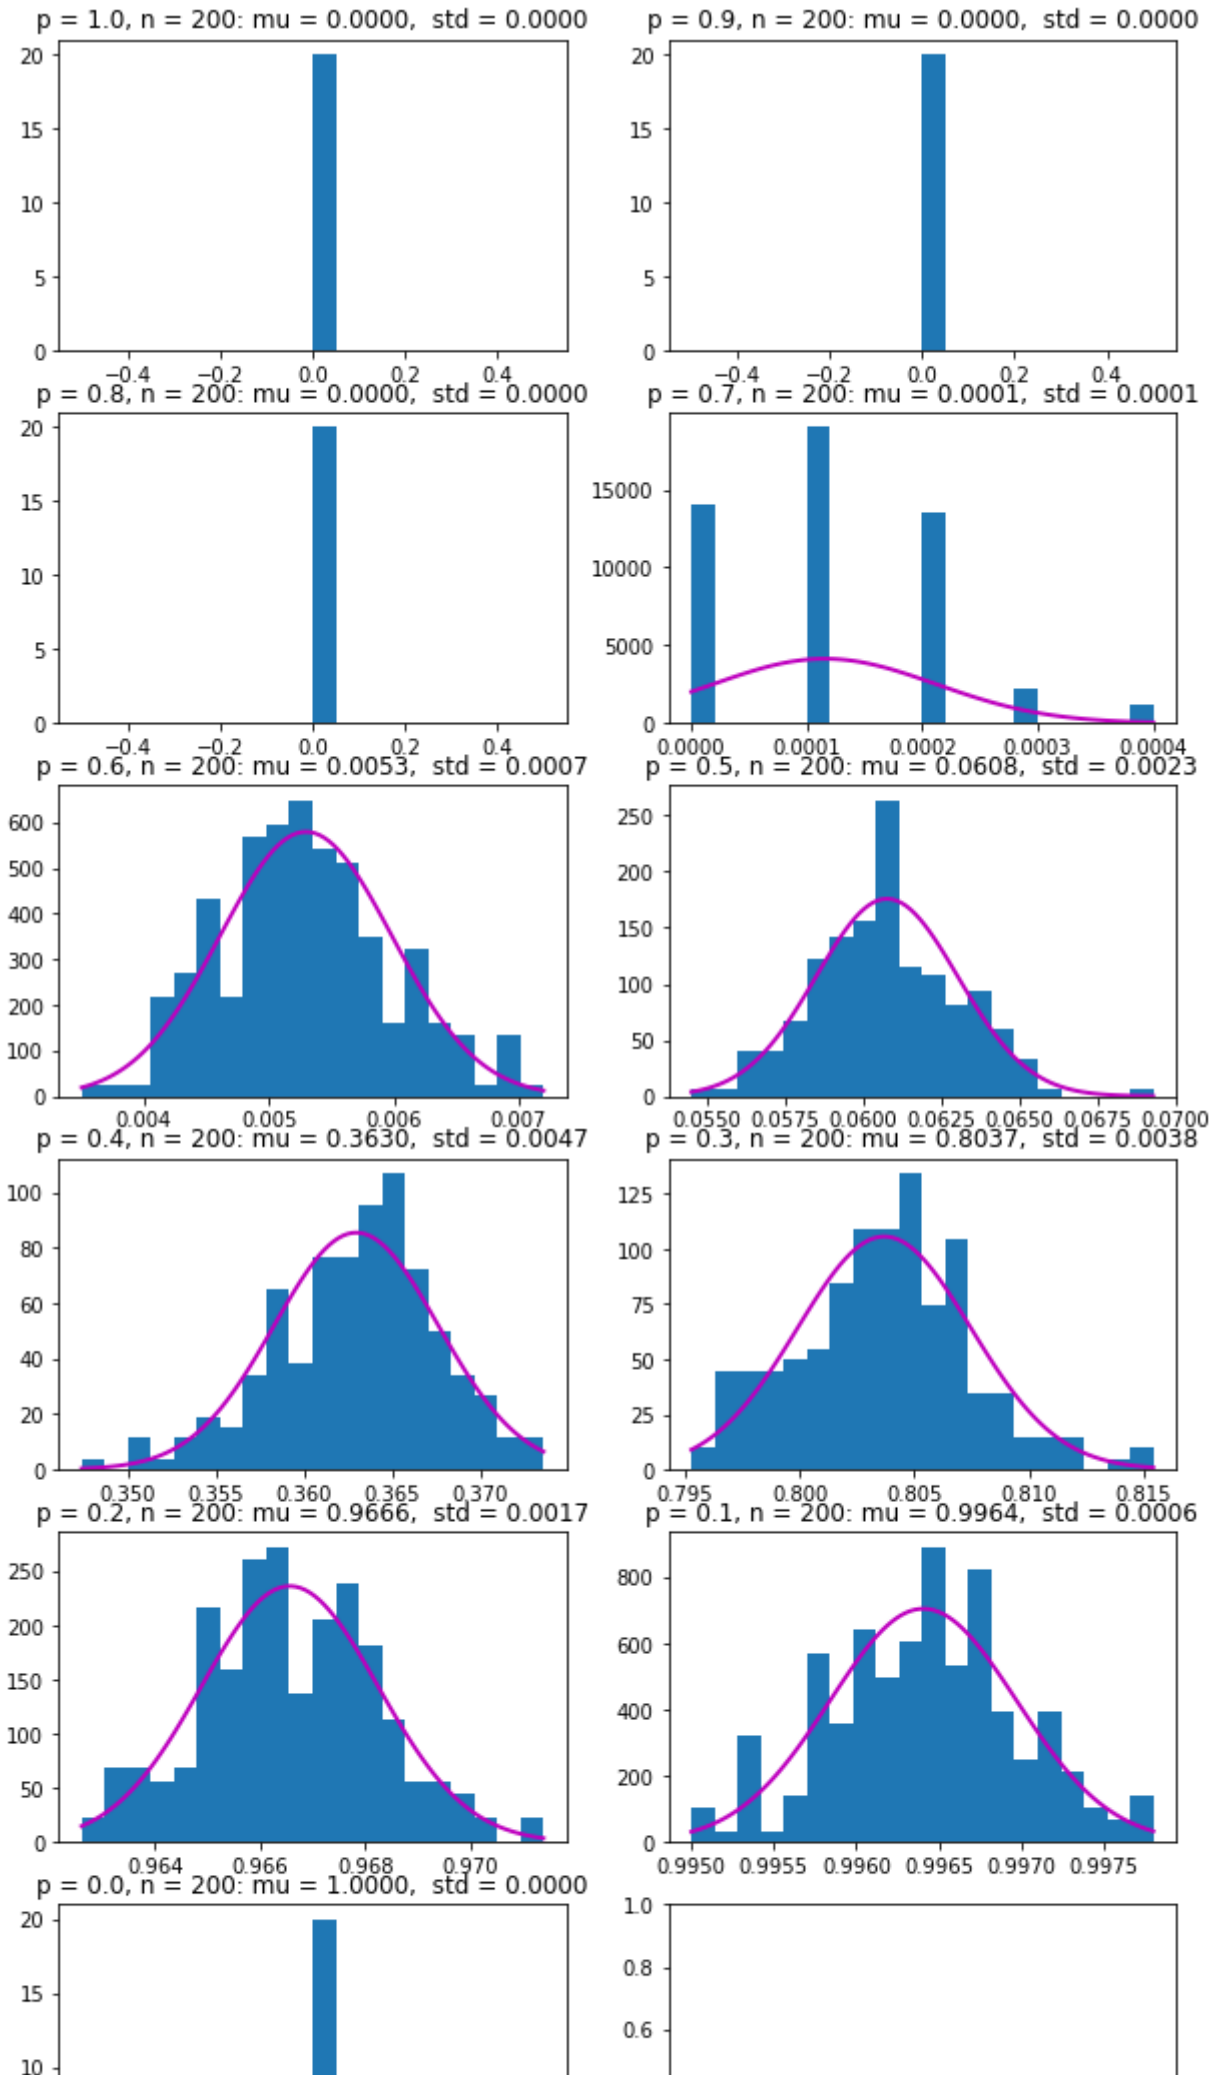 p = 1.0, n = 200: mu = 0.0000,  std = 0.0000
20
15
10
5
0
−0.4 −0.2 0.0 0.2 0.4
p = 0.9, n = 200: mu = 0.0000,  std = 0.0000
20
15
10
5
0
−0.4 −0.2 0.0 0.2 0.4
p = 0.8, n = 200: mu = 0.0000,  std = 0.0000
20
15
10
5
0
−0.4 −0.2 0.0 0.2 0.4
p = 0.7, n = 200: mu = 0.0001,  std = 0.0001
15000
10000
5000
0
0.0000 0.0001 0.0002 0.0003 0.0004
p = 0.6, n = 200: mu = 0.0053,  std = 0.0007
600
500
400
300
200
100
0
0.004 0.005 0.006 0.007
p = 0.5, n = 200: mu = 0.0608,  std = 0.0023
250
200
150
100
50
0
0.0550 0.0575 0.0600 0.0625 0.0650 0.0675 0.0700
p = 0.4, n = 200: mu = 0.3630,  std = 0.0047
100
80
60
40
20
0
0.350 0.355 0.360 0.365 0.370
p = 0.3, n = 200: mu = 0.8037,  std = 0.0038
125
100
75
50
25
0
0.795 0.800 0.805 0.810 0.815
p = 0.2, n = 200: mu = 0.9666,  std = 0.0017
250
200
150
100
50
0
0.964 0.966 0.968 0.970
p = 0.1, n = 200: mu = 0.9964,  std = 0.0006
800
600
400
200
0
0.9950 0.9955 0.9960 0.9965 0.9970 0.9975
p = 0.0, n = 200: mu = 1.0000,  std = 0.0000
20
15
10
1.0
0.8
0.6